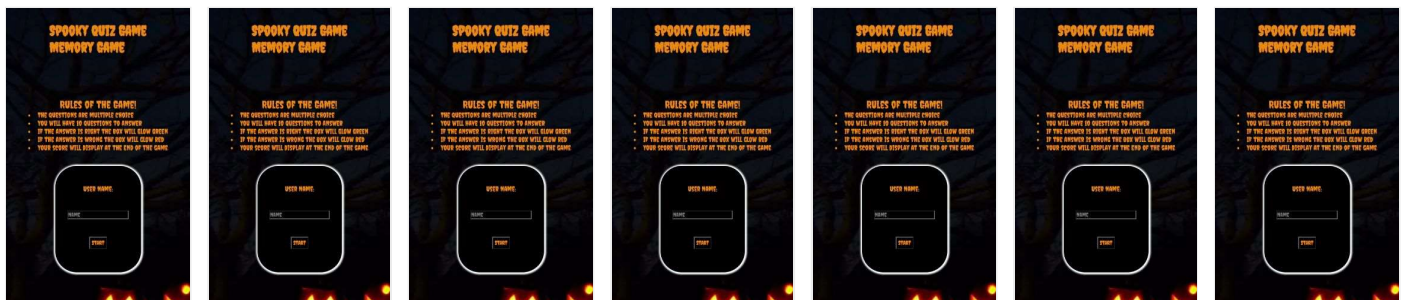 SPOOKY QUIZ GAME
MEMORY GAME
RULES OF THE GAME!
THE QUESTIONS ARE MULTIPLE CHOICE
YOU WILL HAVE 10 QUESTIONS TO ANSWER
IF THE ANSWER IS RIGHT THE BOX WILL GLOW GREEN
IF THE ANSWER IS WRONG THE BOX WILL GLOW RED
YOUR SCORE WILL DISPLAY AT THE END OF THE GAME
USER NAME:
NAME
START
SPOOKY QUIZ GAME
MEMORY GAME
RULES OF THE GAME!
THE QUESTIONS ARE MULTIPLE CHOICE
YOU WILL HAVE 10 QUESTIONS TO ANSWER
IF THE ANSWER IS RIGHT THE BOX WILL GLOW GREEN
IF THE ANSWER IS WRONG THE BOX WILL GLOW RED
YOUR SCORE WILL DISPLAY AT THE END OF THE GAME
USER NAME:
NAME
START
SPOOKY QUIZ GAME
MEMORY GAME
RULES OF THE GAME!
THE QUESTIONS ARE MULTIPLE CHOICE
YOU WILL HAVE 10 QUESTIONS TO ANSWER
IF THE ANSWER IS RIGHT THE BOX WILL GLOW GREEN
IF THE ANSWER IS WRONG THE BOX WILL GLOW RED
YOUR SCORE WILL DISPLAY AT THE END OF THE GAME
USER NAME:
NAME
START
SPOOKY QUIZ GAME
MEMORY GAME
RULES OF THE GAME!
THE QUESTIONS ARE MULTIPLE CHOICE
YOU WILL HAVE 10 QUESTIONS TO ANSWER
IF THE ANSWER IS RIGHT THE BOX WILL GLOW GREEN
IF THE ANSWER IS WRONG THE BOX WILL GLOW RED
YOUR SCORE WILL DISPLAY AT THE END OF THE GAME
USER NAME:
NAME
START
SPOOKY QUIZ GAME
MEMORY GAME
RULES OF THE GAME!
THE QUESTIONS ARE MULTIPLE CHOICE
YOU WILL HAVE 10 QUESTIONS TO ANSWER
IF THE ANSWER IS RIGHT THE BOX WILL GLOW GREEN
IF THE ANSWER IS WRONG THE BOX WILL GLOW RED
YOUR SCORE WILL DISPLAY AT THE END OF THE GAME
USER NAME:
NAME
START
SPOOKY QUIZ GAME
MEMORY GAME
RULES OF THE GAME!
THE QUESTIONS ARE MULTIPLE CHOICE
YOU WILL HAVE 10 QUESTIONS TO ANSWER
IF THE ANSWER IS RIGHT THE BOX WILL GLOW GREEN
IF THE ANSWER IS WRONG THE BOX WILL GLOW RED
YOUR SCORE WILL DISPLAY AT THE END OF THE GAME
USER NAME:
NAME
START
SPOOKY QUIZ GAME
MEMORY GAME
RULES OF THE GAME!
THE QUESTIONS ARE MULTIPLE CHOICE
YOU WILL HAVE 10 QUESTIONS TO ANSWER
IF THE ANSWER IS RIGHT THE BOX WILL GLOW GREEN
IF THE ANSWER IS WRONG THE BOX WILL GLOW RED
YOUR SCORE WILL DISPLAY AT THE END OF THE GAME
USER NAME:
NAME
START